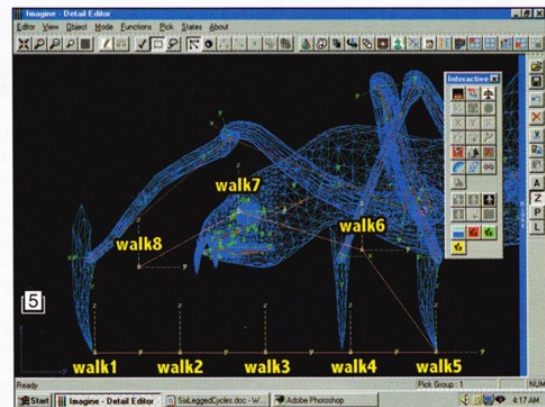 Imagine - Detail Editor
Editor View Object Mode Functions Pick States About
Interactive
walk7
walk8
walk6
5
walk1 walk2 walk3 walk4 walk5
A
Z
P
L
Ready
Pick Group : 1
NUM
Start
Imagine - Detail Editor
SixLeggedCycles.doc - W...
Adobe Photoshop
4:17 AM